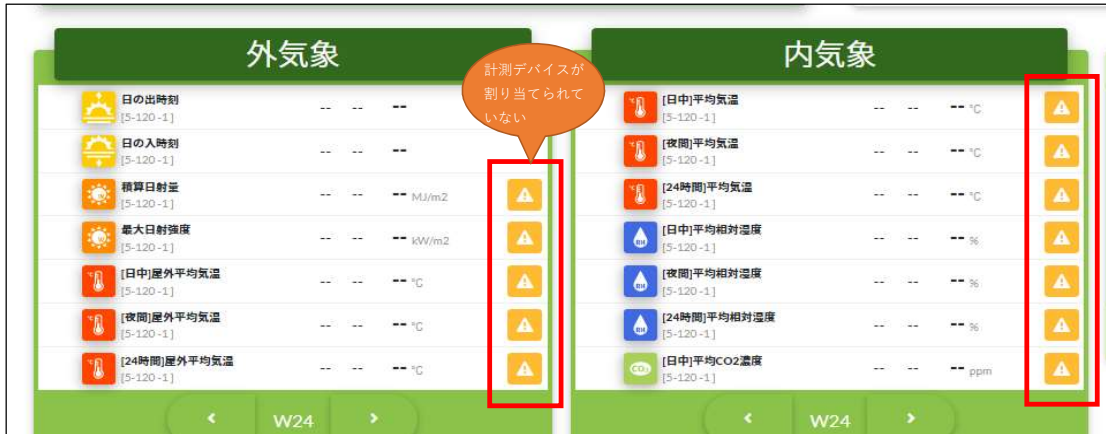 外気象
日の出時刻 -- -- --
[5-120 -1]
日の入時刻 -- -- --
[5-120 -1]
積算日射量 -- -- -- MJ/m2
[5-120 -1]
最大日射強度 -- -- -- kW/m2
[5-120 -1]
[日中]屋外平均気温 -- -- -- °C
[5-120 -1]
[夜間]屋外平均気温 -- -- -- °C
[5-120 -1]
[24時間]屋外平均気温 -- -- -- °C
[5-120 -1]
< W24 >
計測デバイスが
割り当てられて
いない
内気象
[日中]平均気温 -- -- -- °C
[5-120 -1]
[夜間]平均気温 -- -- -- °C
[5-120 -1]
[24時間]平均気温 -- -- -- °C
[5-120 -1]
RH [日中]平均相対湿度 -- -- -- %
[5-120 -1]
RH [夜間]平均相対湿度 -- -- -- %
[5-120 -1]
RH [24時間]平均相対湿度 -- -- -- %
[5-120 -1]
CO₂ [日中]平均CO2濃度 -- -- -- ppm
[5-120 -1]
< W24 >